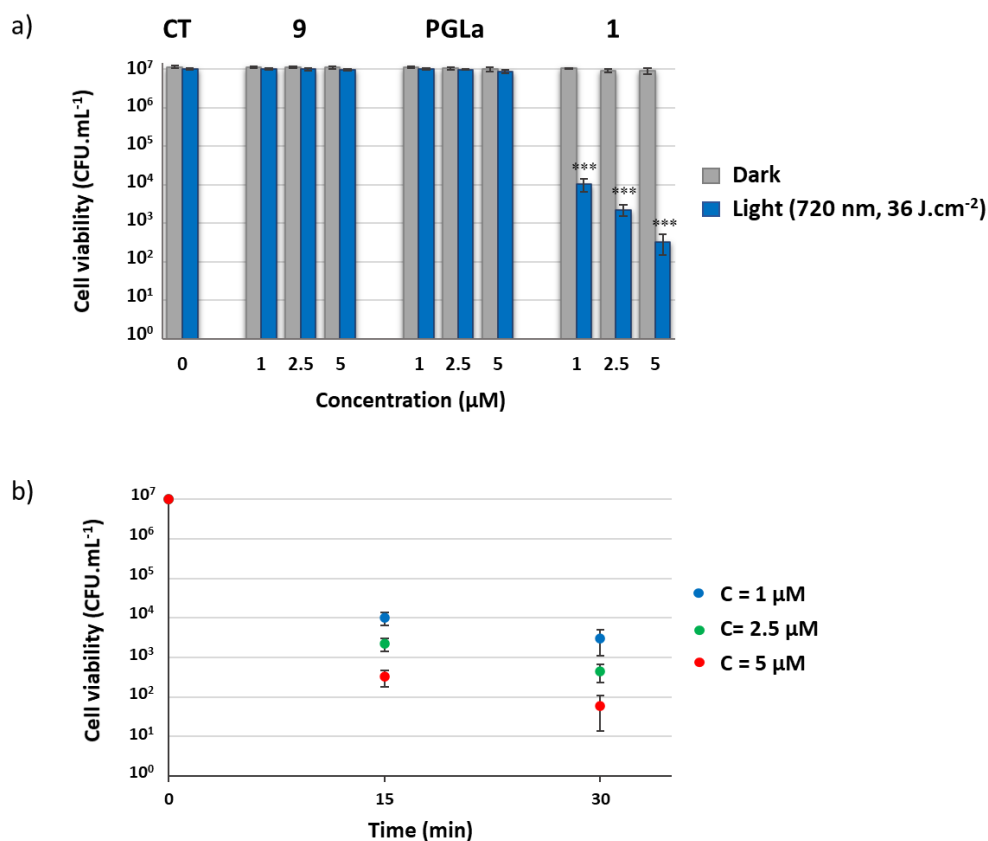 a)
CT 9 PGLa 1
Cell viability (CFU.mL⁻¹)
10⁷
10⁶
10⁵
10⁴
10³
10²
10¹
10⁰
*** *** ***
0 1 2.5 5 1 2.5 5 1 2.5 5
Concentration (µM)
Dark
Light (720 nm, 36 J.cm⁻²)
b)
Cell viability (CFU.mL⁻¹)
10⁷
10⁶
10⁵
10⁴
10³
10²
10¹
10⁰
0 15 30
Time (min)
C = 1 µM
C= 2.5 µM
C = 5 µM